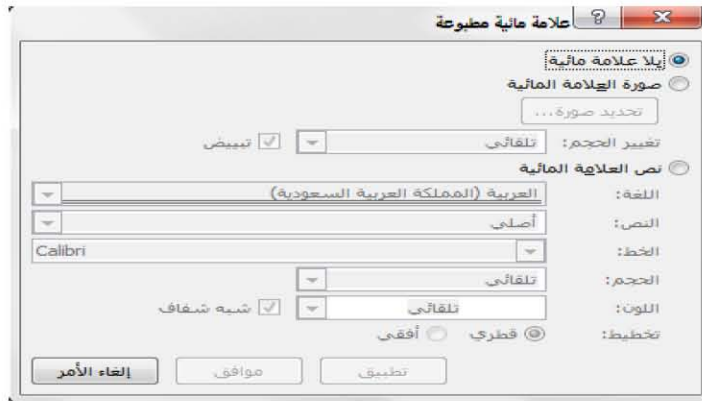 علامة مائية مطبوعة
بلا علامة مائية
صورة العلامة المائية
تحديد صورة...
تغيير الحجم: تلقائي تبييض
نص العلامة المائية
اللغة: العربية (المملكة العربية السعودية)
النص: أصلي
الخط: Calibri
الحجم: تلقائي
اللون: تلقائي شبه شفاف
تخطيط: قطري أفقي
تطبيق موافق إلغاء الأمر